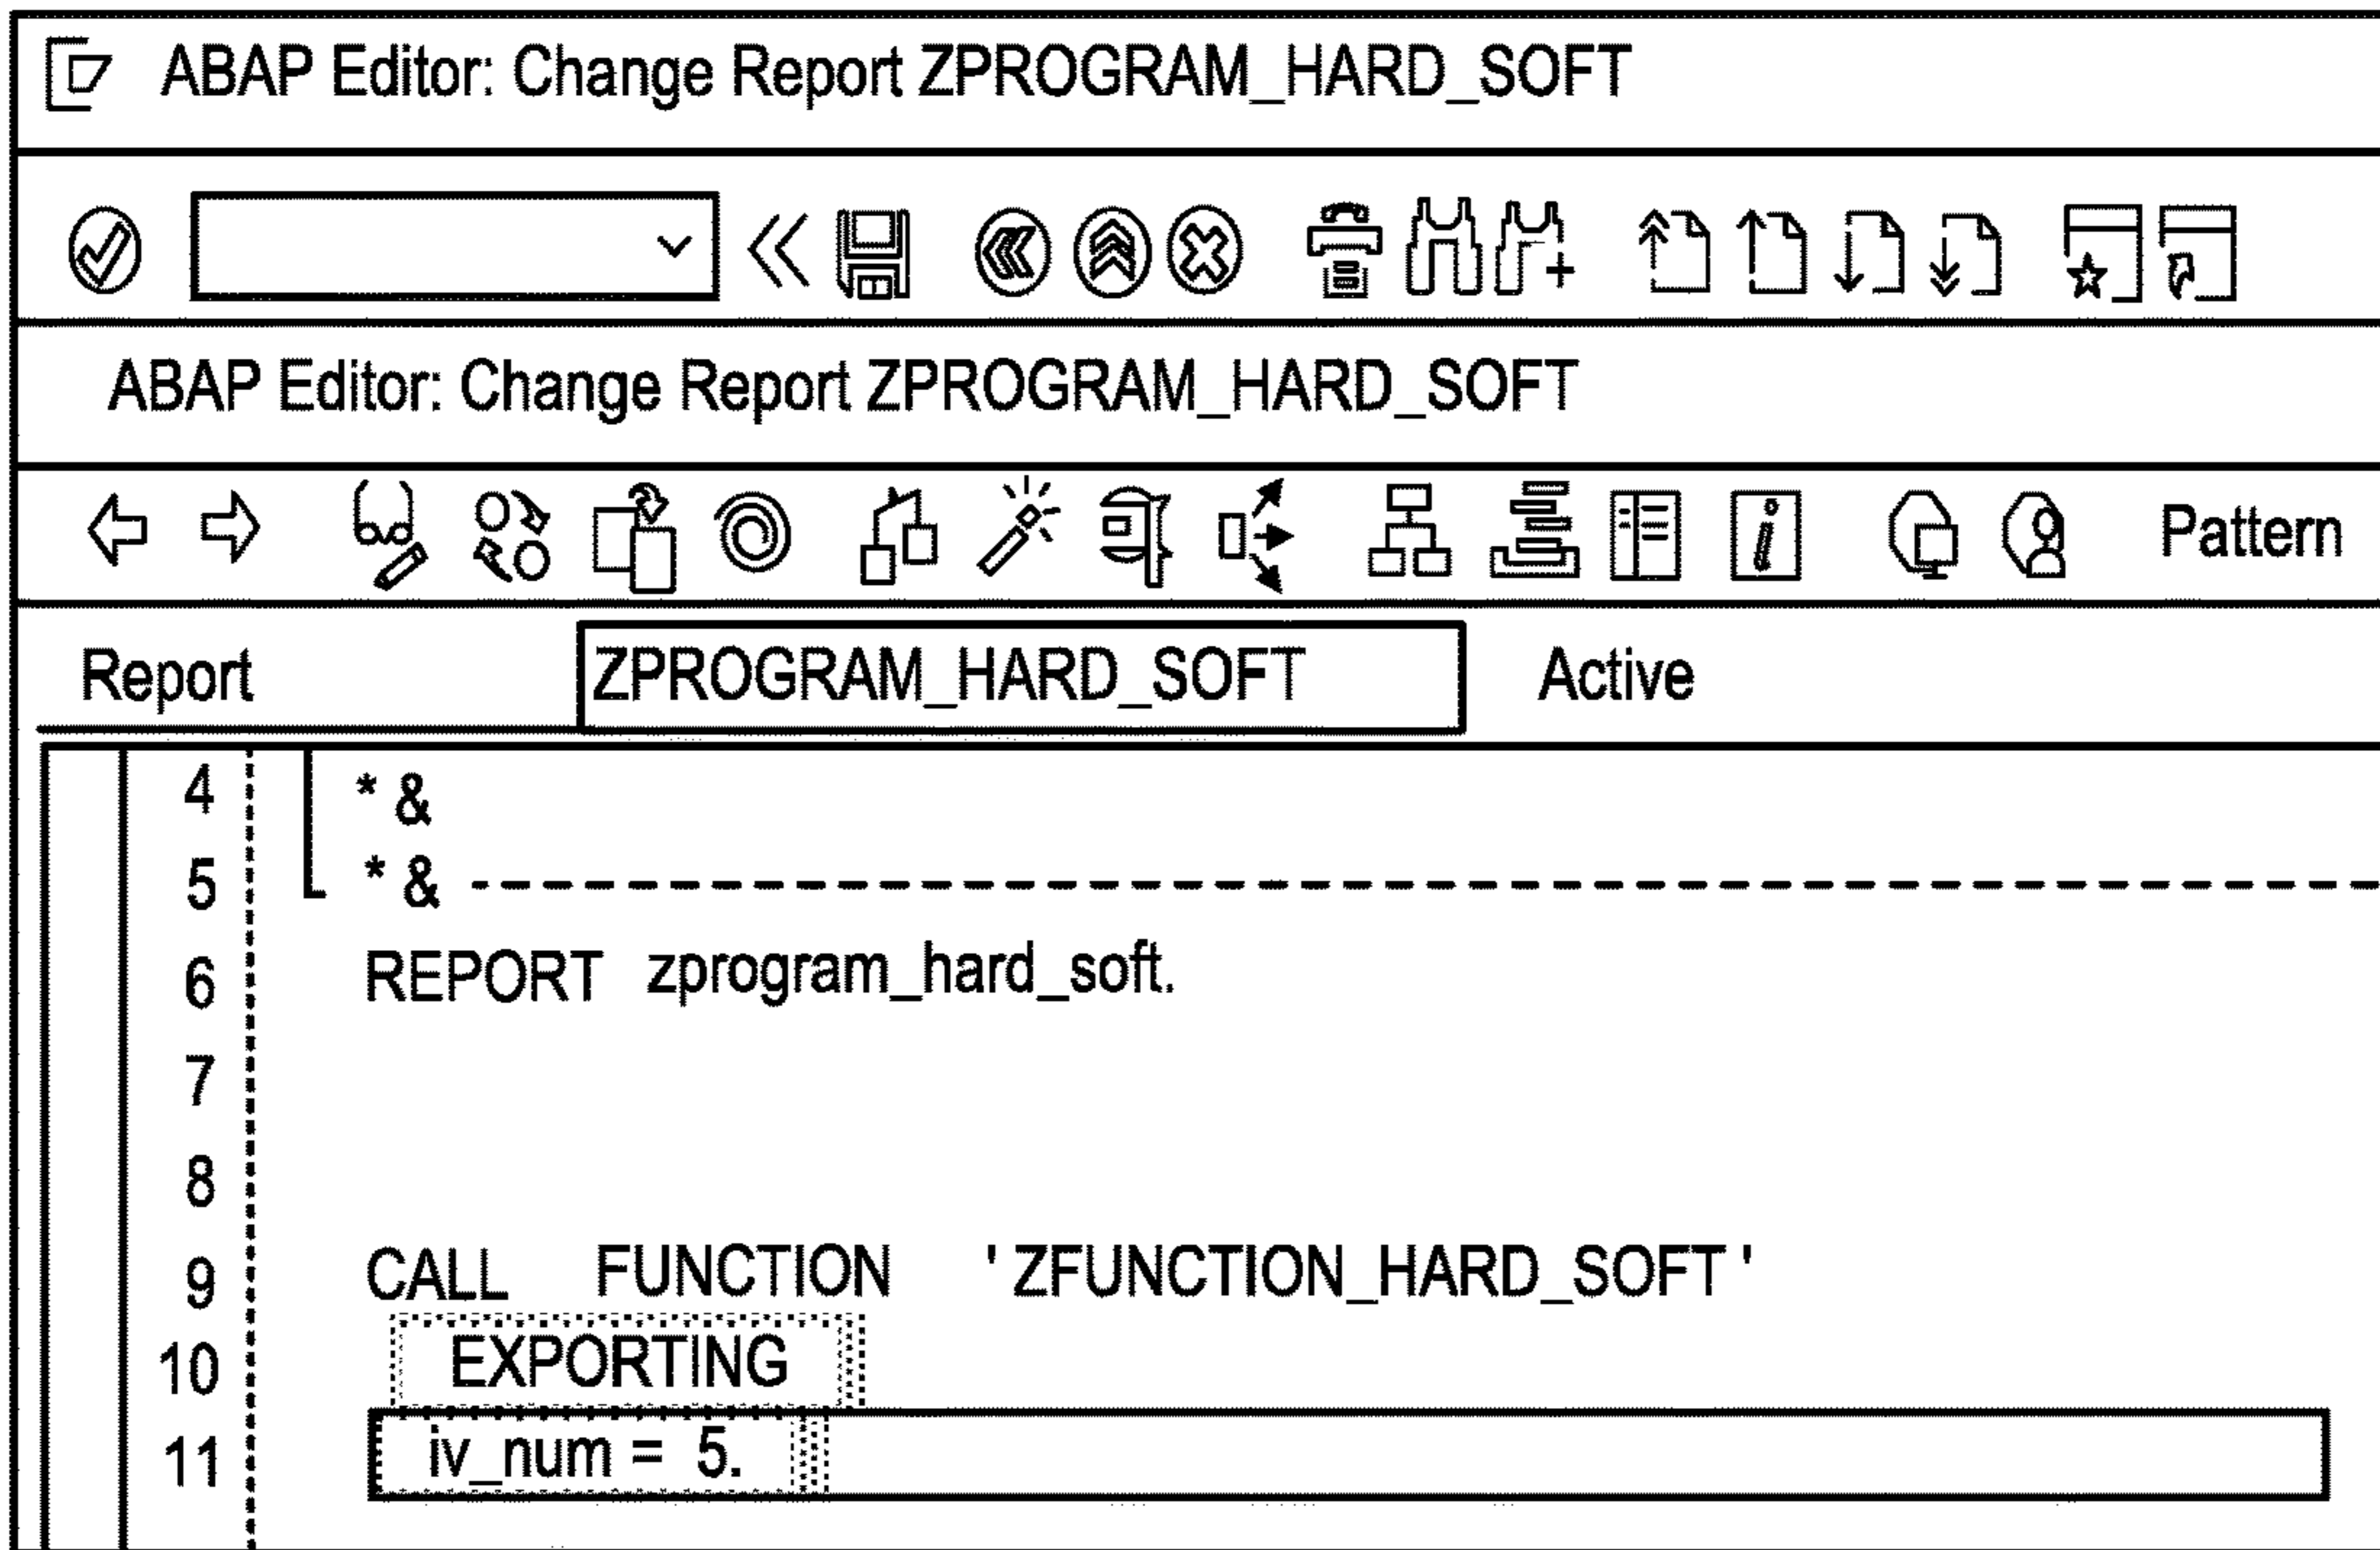 ABAP Editor: Change Report ZPROGRAM_HARD_SOFT
ABAP Editor: Change Report ZPROGRAM_HARD_SOFT
Pattern
Report ZPROGRAM_HARD_SOFT Active
4 * &
5 * & - - - - - - - - - - - - - - - - - - - - - - - - - - - - - - - - - - - - - - - - - - - - -
6 REPORT zprogram_hard_soft.
7
8
9 CALL FUNCTION ' ZFUNCTION_HARD_SOFT '
10 EXPORTING
11 iv_num = 5.